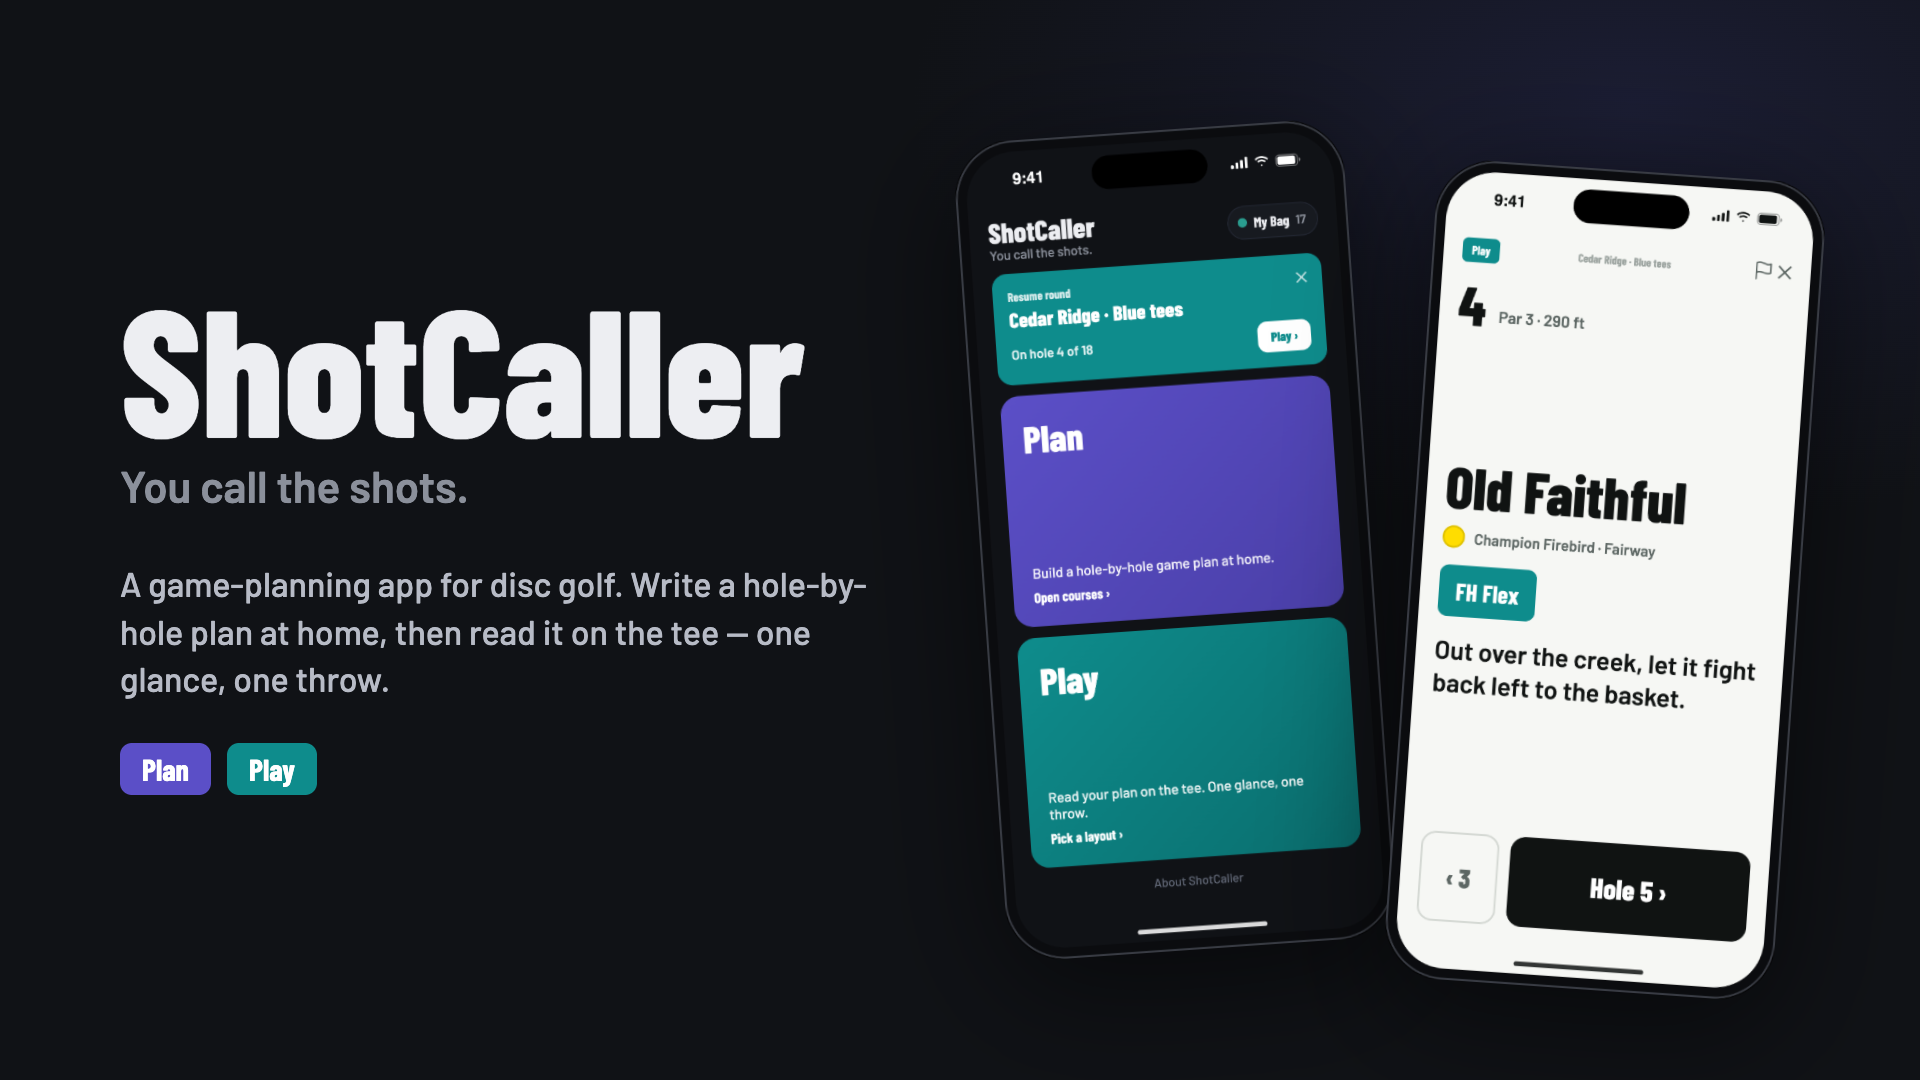 ShotCaller
You call the shots.
A game-planning app for disc golf. Write a hole-by-
hole plan at home, then read it on the tee – one
glance, one throw.
Plan
Play
9:41
ShotCaller
You call the shots.
My Bag 17
Resume round
Cedar Ridge · Blue tees
On hole 4 of 18
Play ›
Plan
Build a hole-by-hole game plan at home.
Open courses ›
Play
Read your plan on the tee. One glance, one
throw.
Pick a layout ›
About ShotCaller
9:41
Play
Cedar Ridge · Blue tees
4 Par 3 · 290 ft
Old Faithful
Champion Firebird · Fairway
FH Flex
Out over the creek, let it fight
back left to the basket.
‹ 3
Hole 5 ›